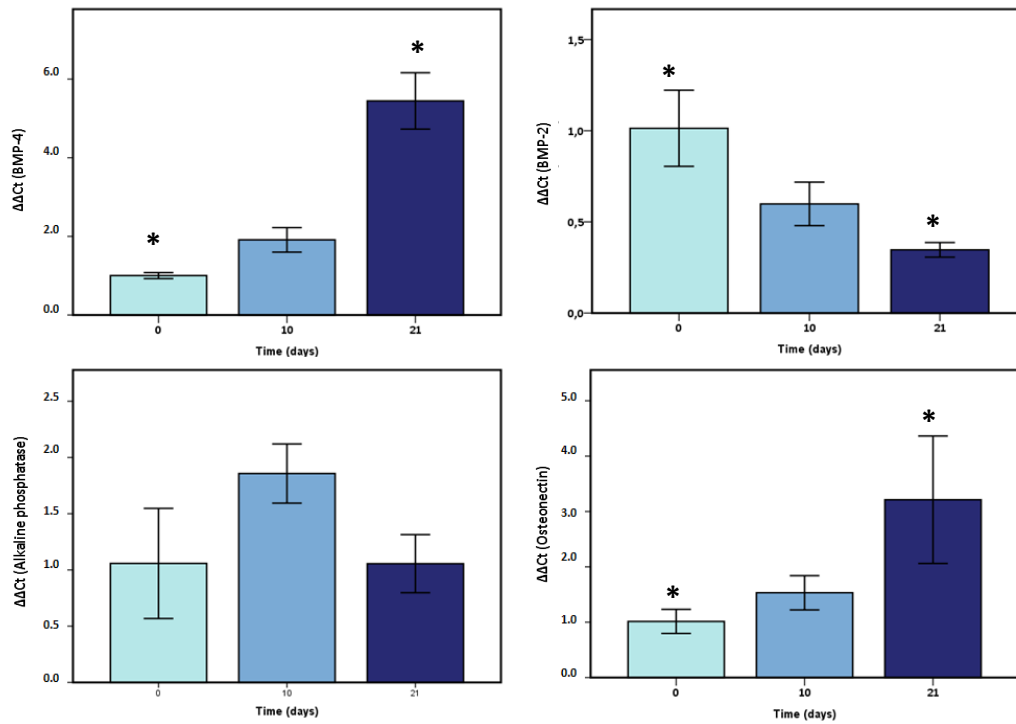 ΔΔCt (BMP-4)
6.0
4.0
2.0
0.0
*
*
0 10 21
Time (days)
ΔΔCt (BMP-2)
1,5
1,0
0,5
0,0
*
*
0 10 21
Time (days)
ΔΔCt (Alkaline phosphatase)
2.5
2.0
1.5
1.0
0.5
0.0
0 10 21
Time (days)
ΔΔCt (Osteonectin)
5.0
4.0
3.0
2.0
1.0
0.0
*
*
0 10 21
Time (days)